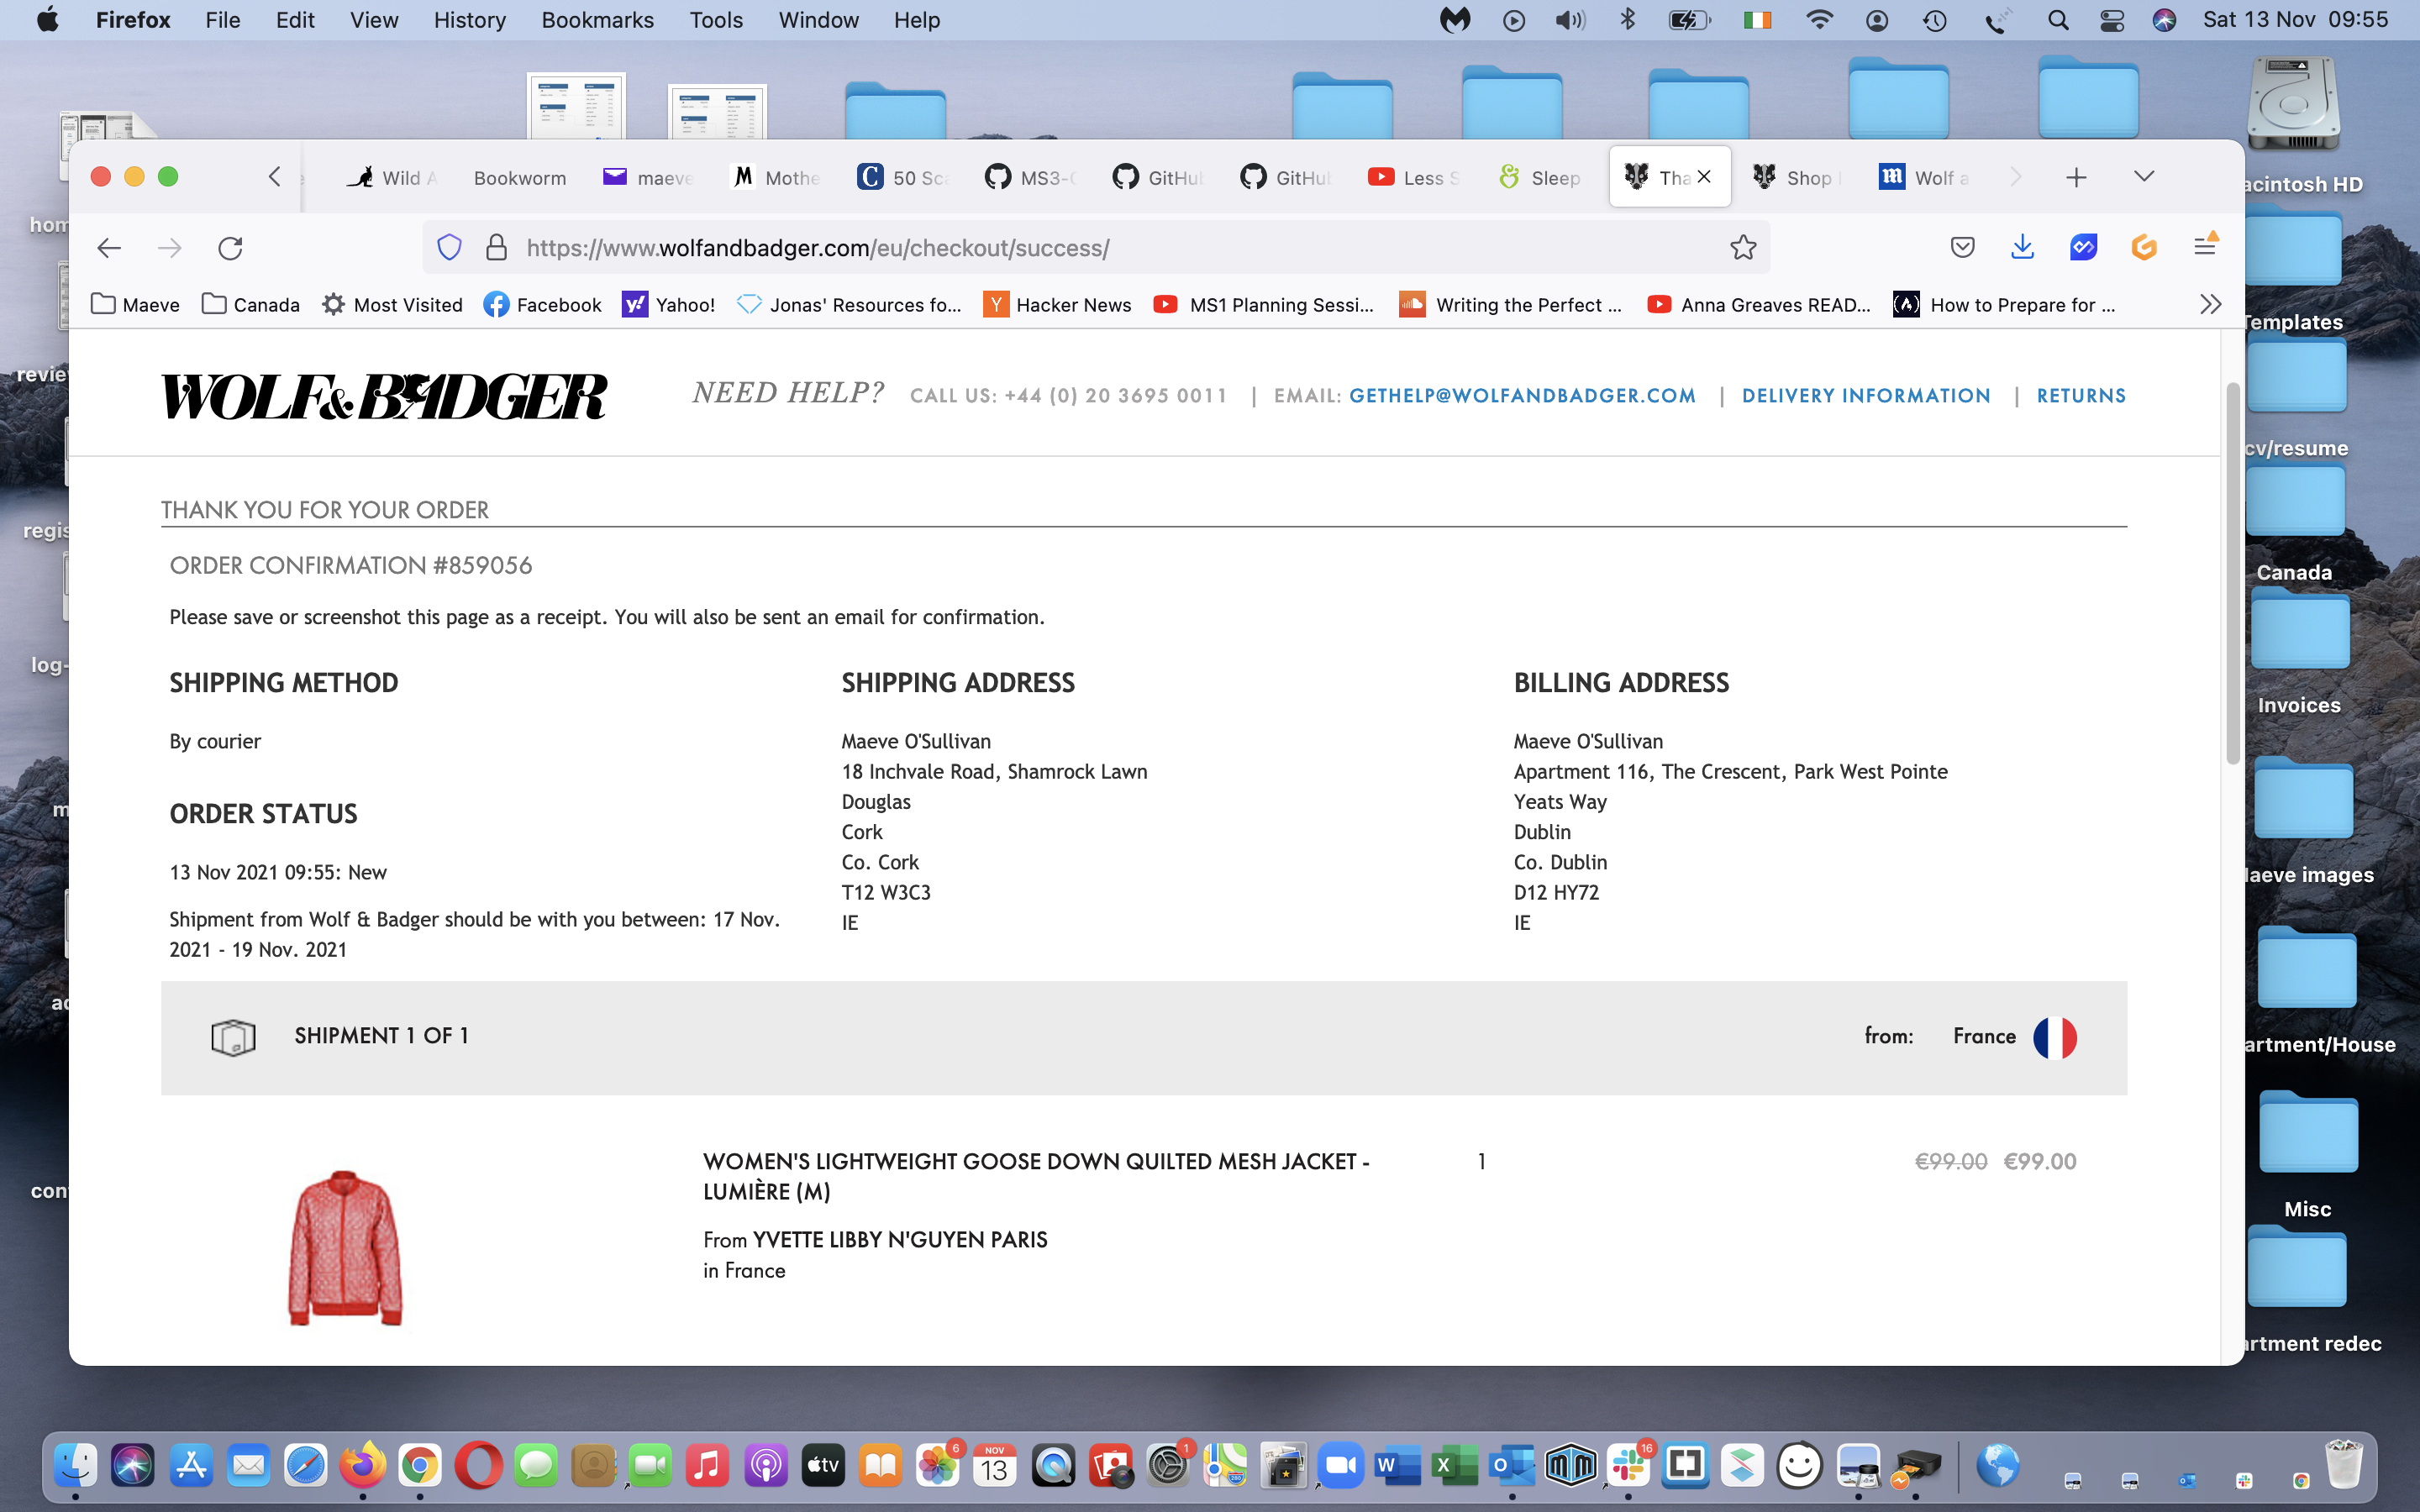 Firefox File Edit View History Bookmarks Tools Window Help Sat 13 Nov 09:55
Wild A Bookworm maeve Mothe 50 Sca MS3- GitHu GitHu Less S Sleep Tha Shop Wolf a
https://www.wolfandbadger.com/eu/checkout/success/
Maeve Canada Most Visited Facebook Yahoo! Jonas' Resources fo... Hacker News MS1 Planning Sessi... Writing the Perfect ... Anna Greaves READ... How to Prepare for ...
WOLF & BADGER NEED HELP? CALL US: +44 (0) 20 3695 0011 | EMAIL: GETHELP@WOLFANDBADGER.COM | DELIVERY INFORMATION | RETURNS
THANK YOU FOR YOUR ORDER
ORDER CONFIRMATION #859056
Please save or screenshot this page as a receipt. You will also be sent an email for confirmation.
SHIPPING METHOD
By courier
ORDER STATUS
13 Nov 2021 09:55: New
Shipment from Wolf & Badger should be with you between: 17 Nov.
2021 - 19 Nov. 2021
SHIPPING ADDRESS
Maeve O'Sullivan
18 Inchvale Road, Shamrock Lawn
Douglas
Cork
Co. Cork
T12 W3C3
IE
BILLING ADDRESS
Maeve O'Sullivan
Apartment 116, The Crescent, Park West Pointe
Yeats Way
Dublin
Co. Dublin
D12 HY72
IE
SHIPMENT 1 OF 1 from: France
WOMEN'S LIGHTWEIGHT GOOSE DOWN QUILTED MESH JACKET - 1 €99.00 €99.00
LUMIÈRE (M)
From YVETTE LIBBY N'GUYEN PARIS
in France
hom
review
regis
log-
m
ad
con
acintosh HD
Templates
cv/resume
Canada
Invoices
aeve images
artment/House
Misc
artment redec
6
NOV
13
tv
1
16